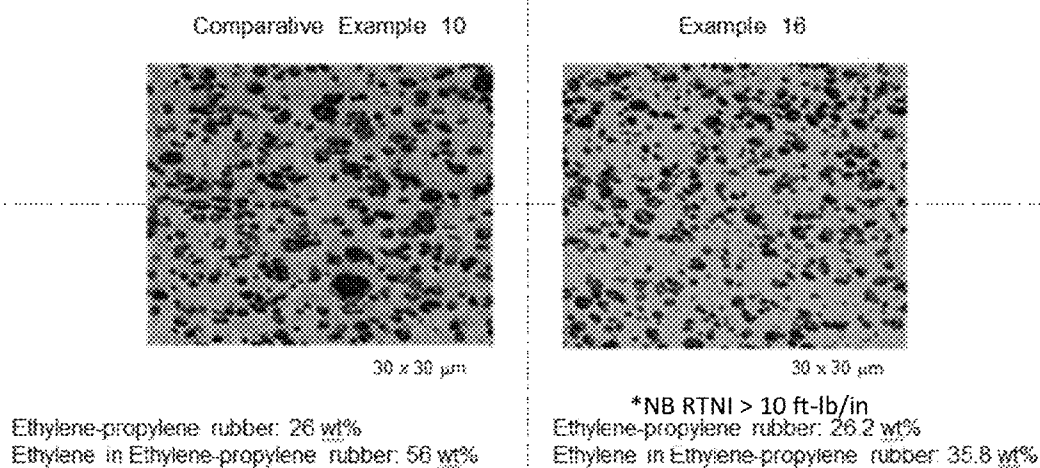 Comparative Example 10
Example 16
30 x 30 μm
30 x 30 μm
*NB RTNI > 10 ft-lb/in
Ethylene-propylene rubber: 26 wt%
Ethylene in Ethylene-propylene rubber: 56 wt%
Ethylene-propylene rubber: 26.2 wt%
Ethylene in Ethylene-propylene rubber: 35.8 wt%